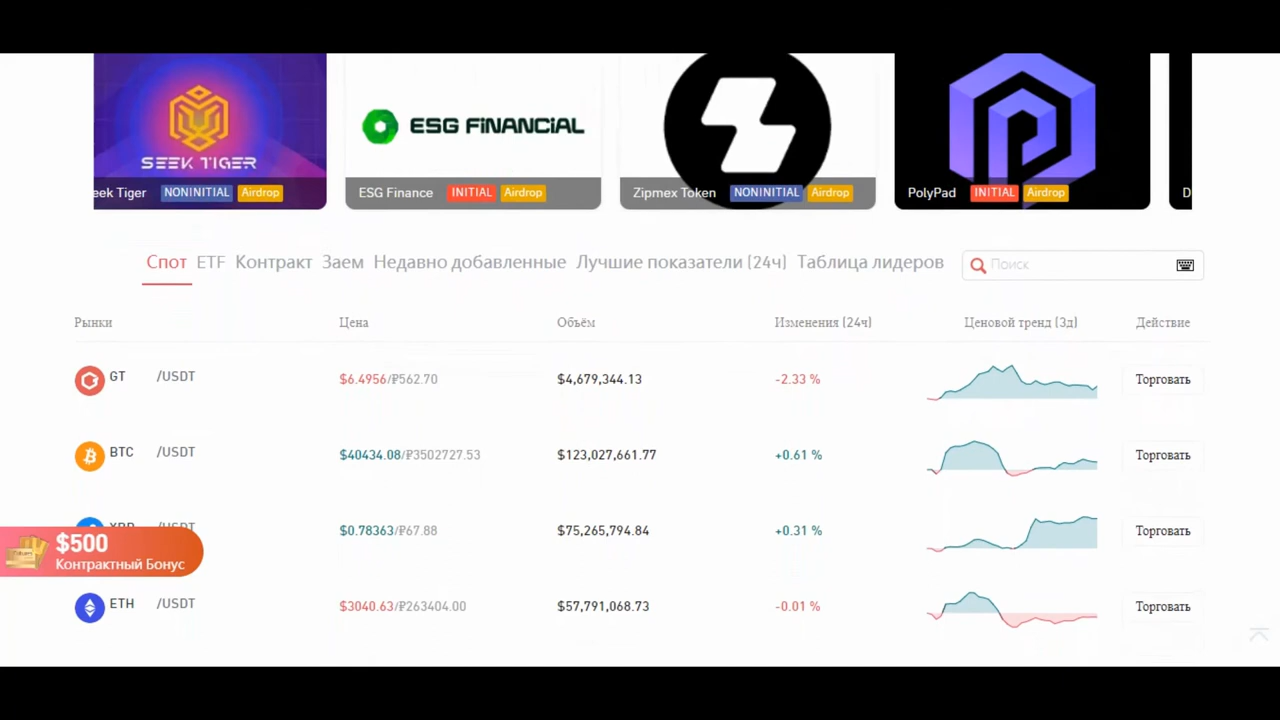 SEEK TIGER
eek Tiger NONINITIAL Airdrop
ESG FINANCIAL
ESG Finance INITIAL Airdrop
Zipmex Token NONINITIAL Airdrop
PolyPad INITIAL Airdrop
D
Спот ETF Контракт Заем Недавно добавленные Лучшие показатели (24ч) Таблица лидеров Поиск
Рынки Цена Объём Изменения (24ч) Ценовой тренд (3д) Действие
GT /USDT $6.4956/₽562.70 $4,679,344.13 -2.33 % Торговать
BTC /USDT $40434.08/₽3502727.53 $123,027,661.77 +0.61 % Торговать
XRP /USDT $0.78363/₽67.88 $75,265,794.84 +0.31 % Торговать
$500
Контрактный Бонус
ETH /USDT $3040.63/₽263404.00 $57,791,068.73 -0.01 % Торговать